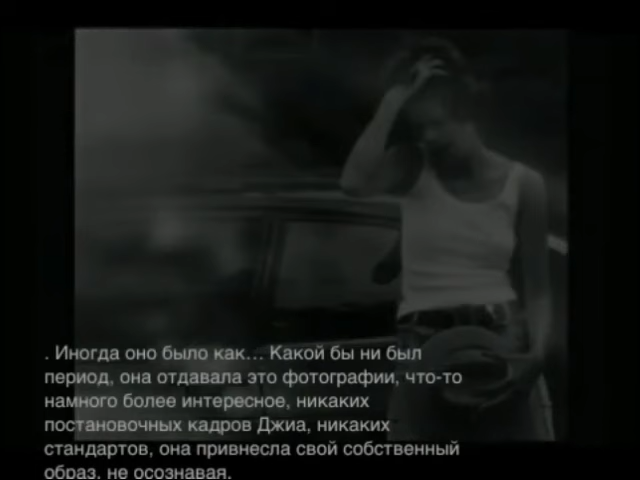 . Иногда оно было как… Какой бы ни был
период, она отдавала это фотографии, что-то
намного более интересное, никаких
постановочных кадров Джиа, никаких
стандартов, она привнесла свой собственный
образ, не осознавая.